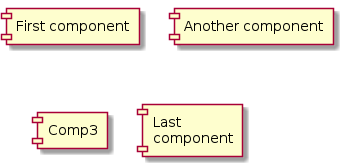 First component
Another component
Comp3
Last
component